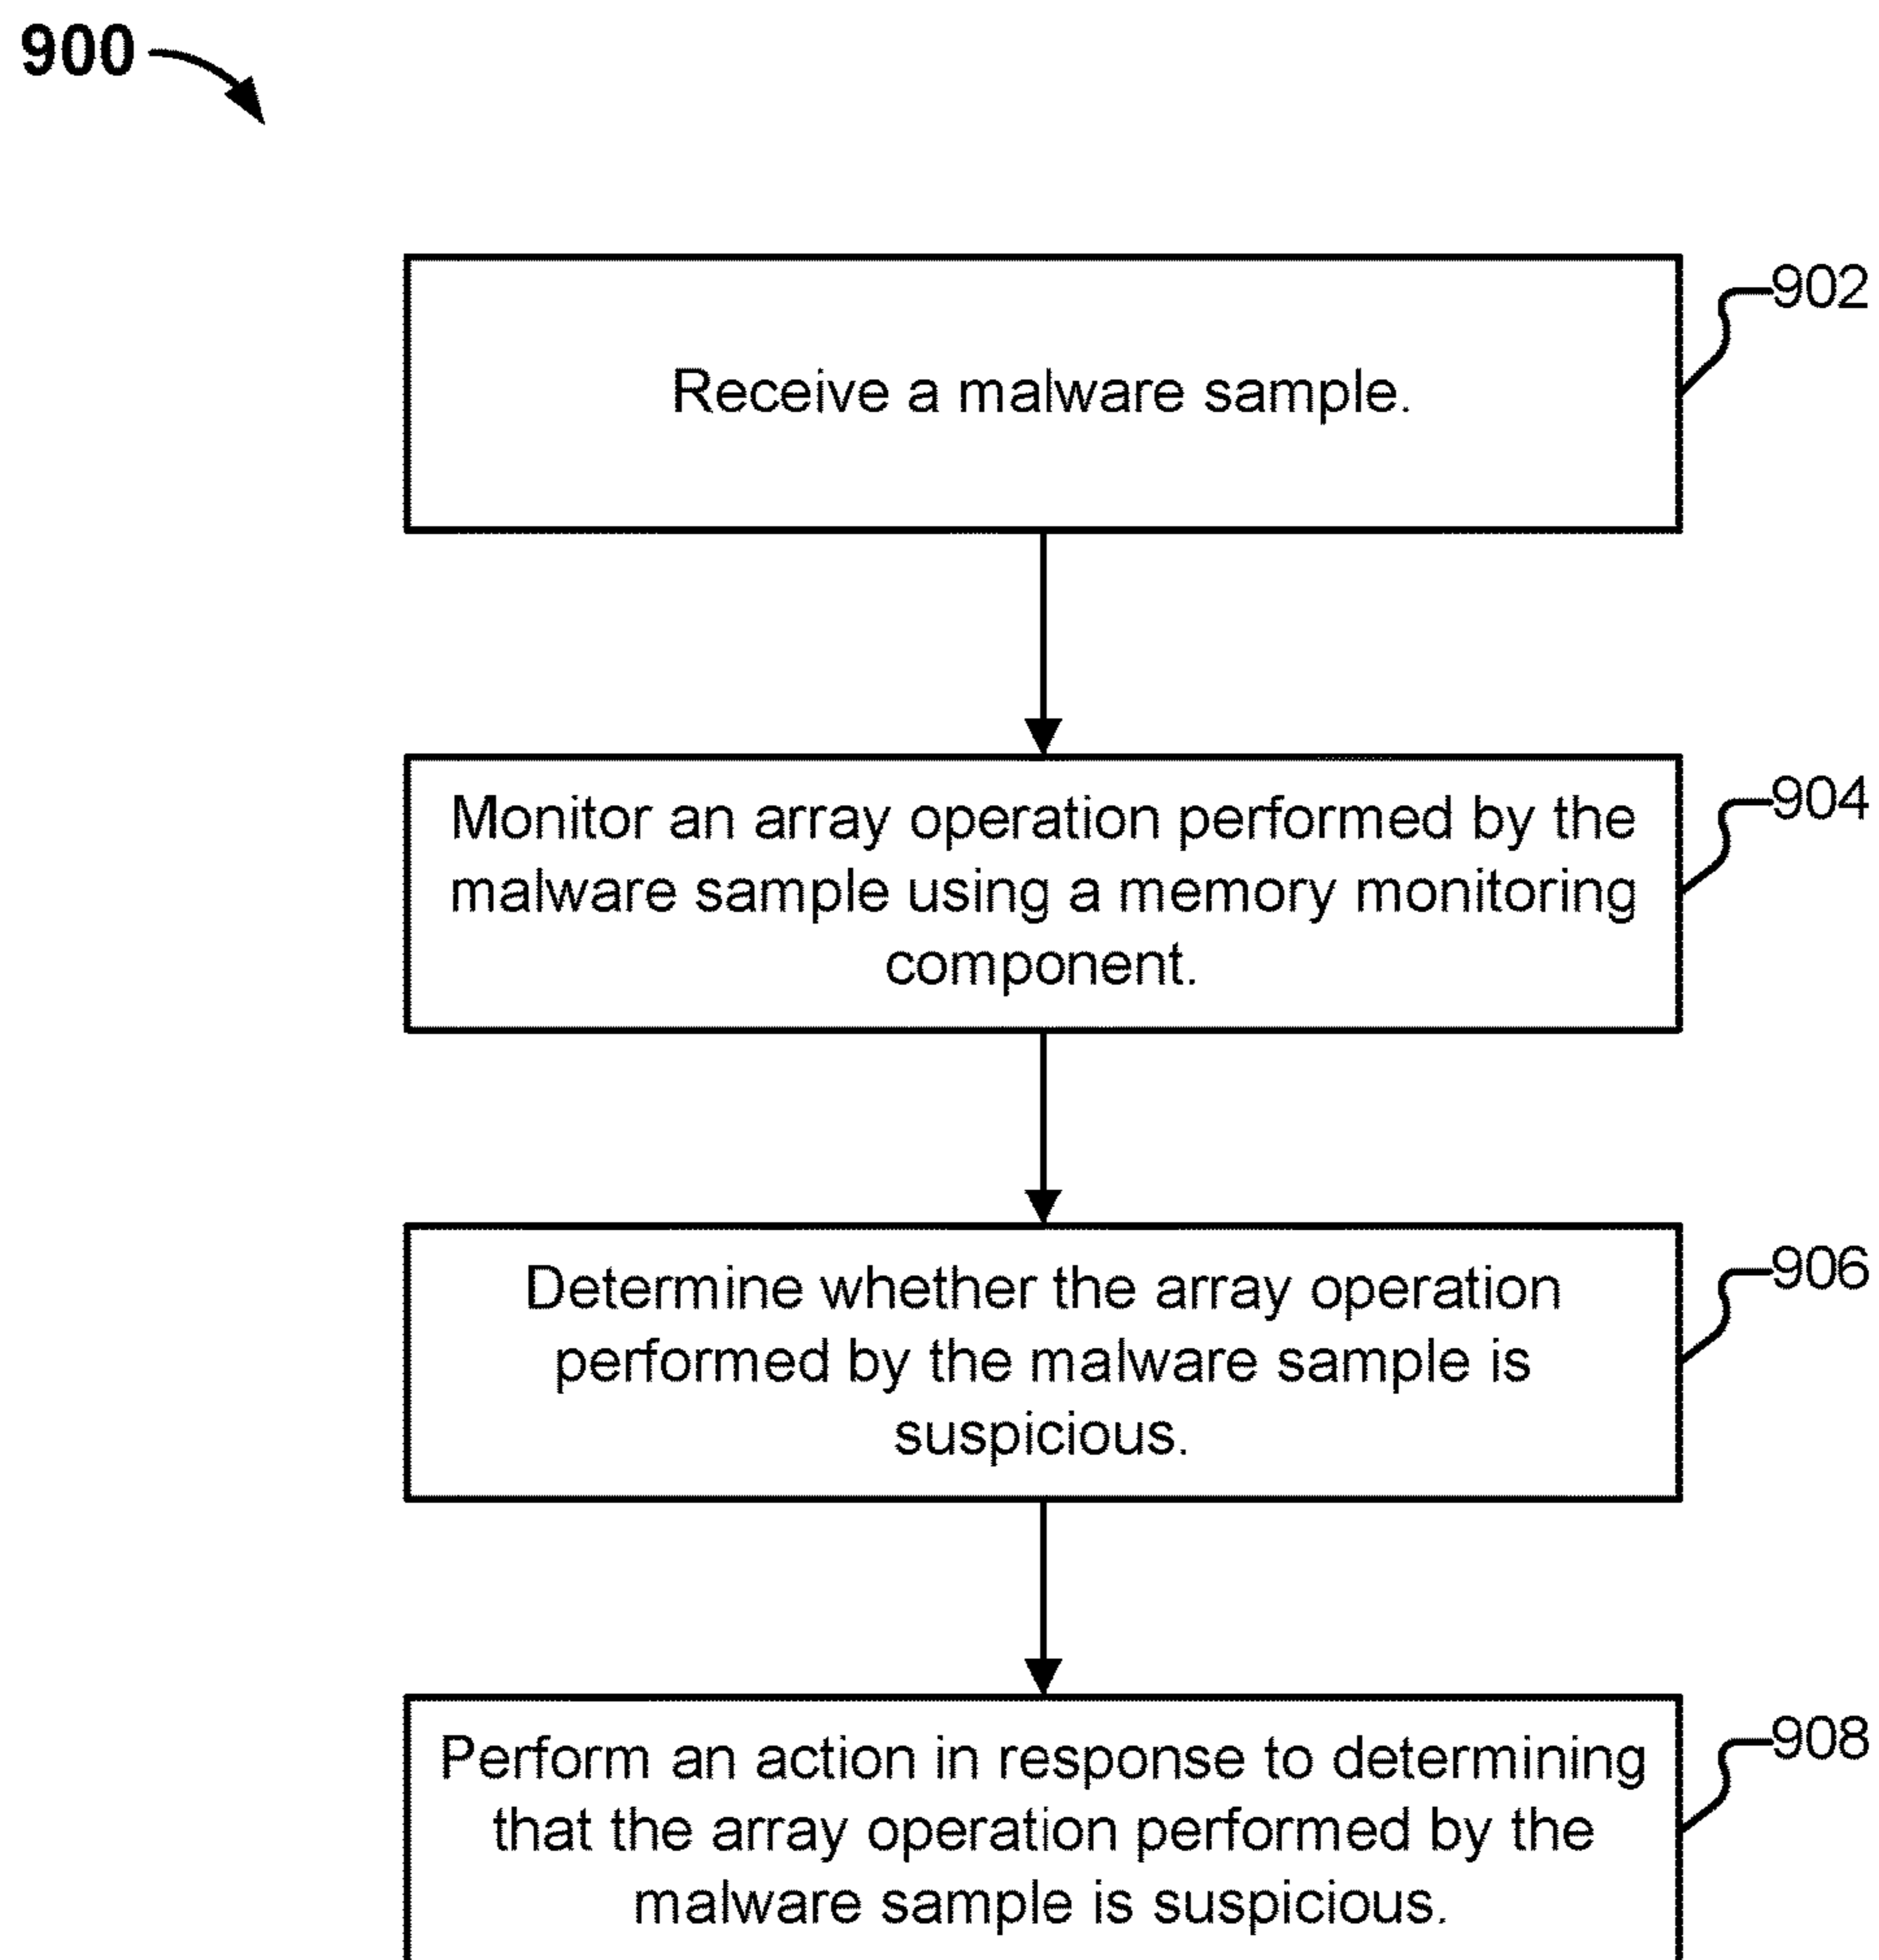 900
902
Receive a malware sample.
904
Monitor an array operation performed by the
malware sample using a memory monitoring
component.
906
Determine whether the array operation
performed by the malware sample is
suspicious.
908
Perform an action in response to determining
that the array operation performed by the
malware sample is suspicious.